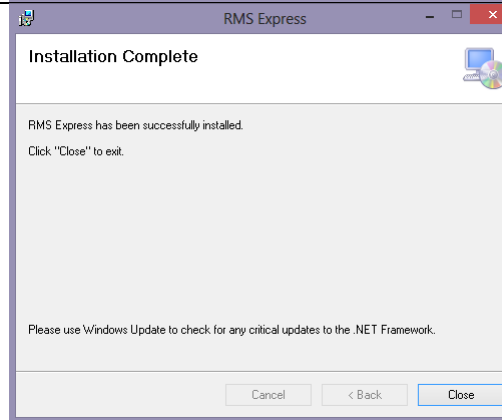 RMS Express
Installation Complete
RMS Express has been successfully installed.
Click "Close" to exit.
Please use Windows Update to check for any critical updates to the .NET Framework.
Cancel
< Back
Close